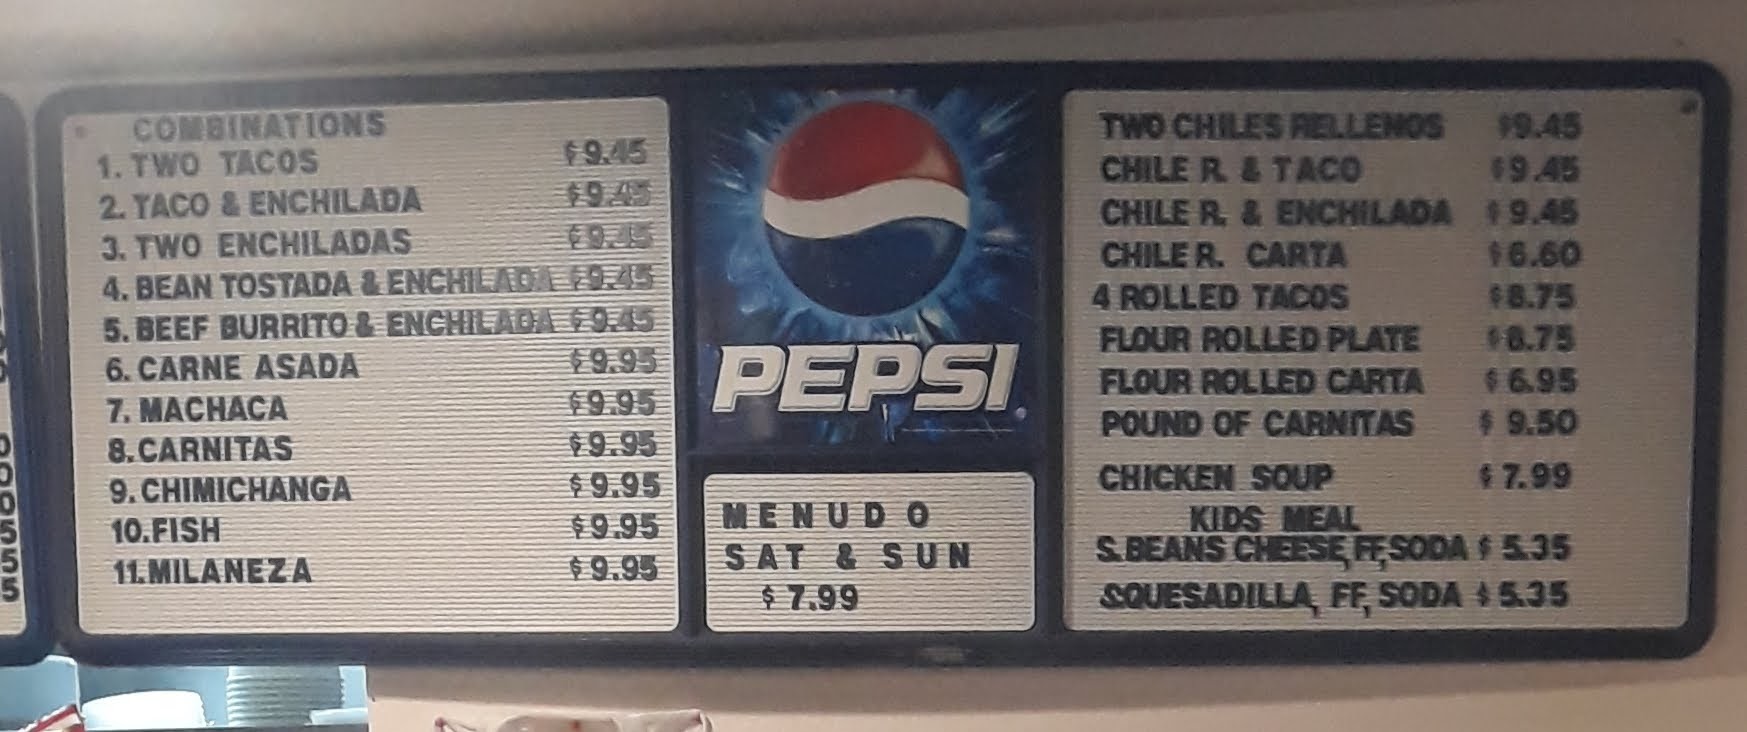 COMBINATIONS
1. TWO TACOS $9.45
2. TACO & ENCHILADA $9.45
3. TWO ENCHILADAS $9.45
4. BEAN TOSTADA & ENCHILADA $9.45
5. BEEF BURRITO & ENCHILADA $9.45
6. CARNE ASADA $9.95
7. MACHACA $9.95
8. CARNITAS $9.95
9. CHIMICHANGA $9.95
10. FISH $9.95
11. MILANEZA $9.95
PEPSI
MENUDO
SAT & SUN
$7.99
TWO CHILES RELLENOS $9.45
CHILE R. & TACO $9.45
CHILE R. & ENCHILADA $9.45
CHILE R. CARTA $6.60
4 ROLLED TACOS $8.75
FLOUR ROLLED PLATE $8.75
FLOUR ROLLED CARTA $6.95
POUND OF CARNITAS $9.50
CHICKEN SOUP $7.99
KIDS MEAL
S.BEANS CHEESE, FF, SODA $5.35
SQUESADILLA, FF, SODA $5.35